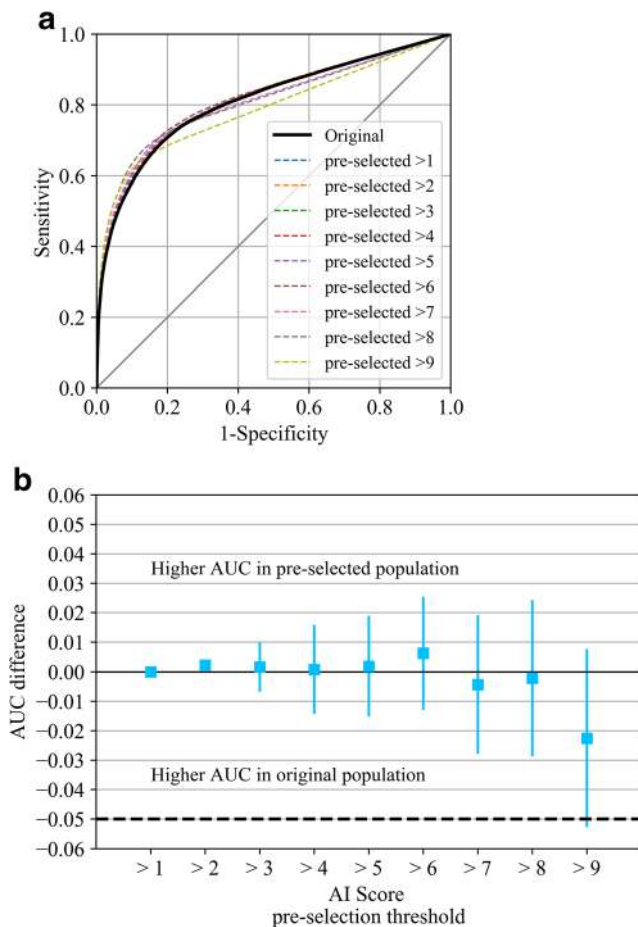 a
1.0
0.8
0.6
0.4
0.2
0.0
Sensitivity
Original
pre-selected >1
pre-selected >2
pre-selected >3
pre-selected >4
pre-selected >5
pre-selected >6
pre-selected >7
pre-selected >8
pre-selected >9
0.0 0.2 0.4 0.6 0.8 1.0
1-Specificity
b
0.06
0.05
0.04
0.03
0.02
0.01
0.00
−0.01
−0.02
−0.03
−0.04
−0.05
−0.06
AUC difference
Higher AUC in pre-selected population
Higher AUC in original population
> 1 > 2 > 3 > 4 > 5 > 6 > 7 > 8 > 9
AI Score
pre-selection threshold